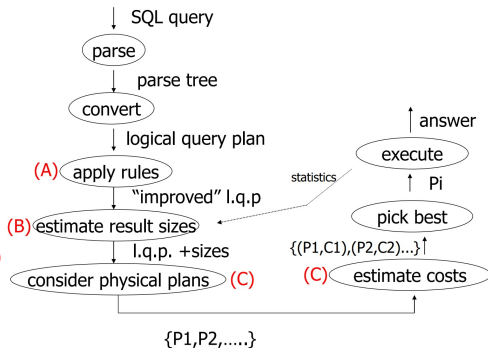 SQL query
parse
parse tree
convert
logical query plan
(A) apply rules
"improved" l.q.p
(B) estimate result sizes
l.q.p. +sizes
consider physical plans (C)
{P1,P2,.....}
(C) estimate costs
{(P1,C1),(P2,C2)...}
pick best
Pi
execute
answer
statistics